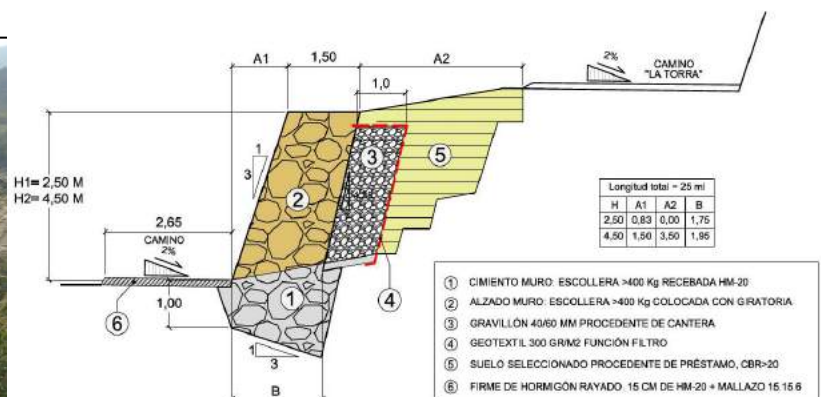 A1 1,50 A2
1,0
2%
CAMINO
"LA TORRA"
1
3
3
5
H1= 2,50 M
H2= 4,50 M
2
Longitud total = 25 ml
H A1 A2 B
2,50 0,83 0,00 1,75
4,50 1,50 3,50 1,95
2,65
CAMINO
2%
1,00
6
1
4
1
3
B
1 CIMIENTO MURO: ESCOLLERA >400 Kg RECEBADA HM-20
2 ALZADO MURO: ESCOLLERA >400 Kg COLOCADA CON GIRATORIA
3 GRAVILLÓN 40/60 MM PROCEDENTE DE CANTERA
4 GEOTEXTIL 300 GR/M2 FUNCIÓN FILTRO
5 SUELO SELECCIONADO PROCEDENTE DE PRÉSTAMO, CBR>20
6 FIRME DE HORMIGÓN RAYADO. 15 CM DE HM-20 + MALLAZO 15.15.6